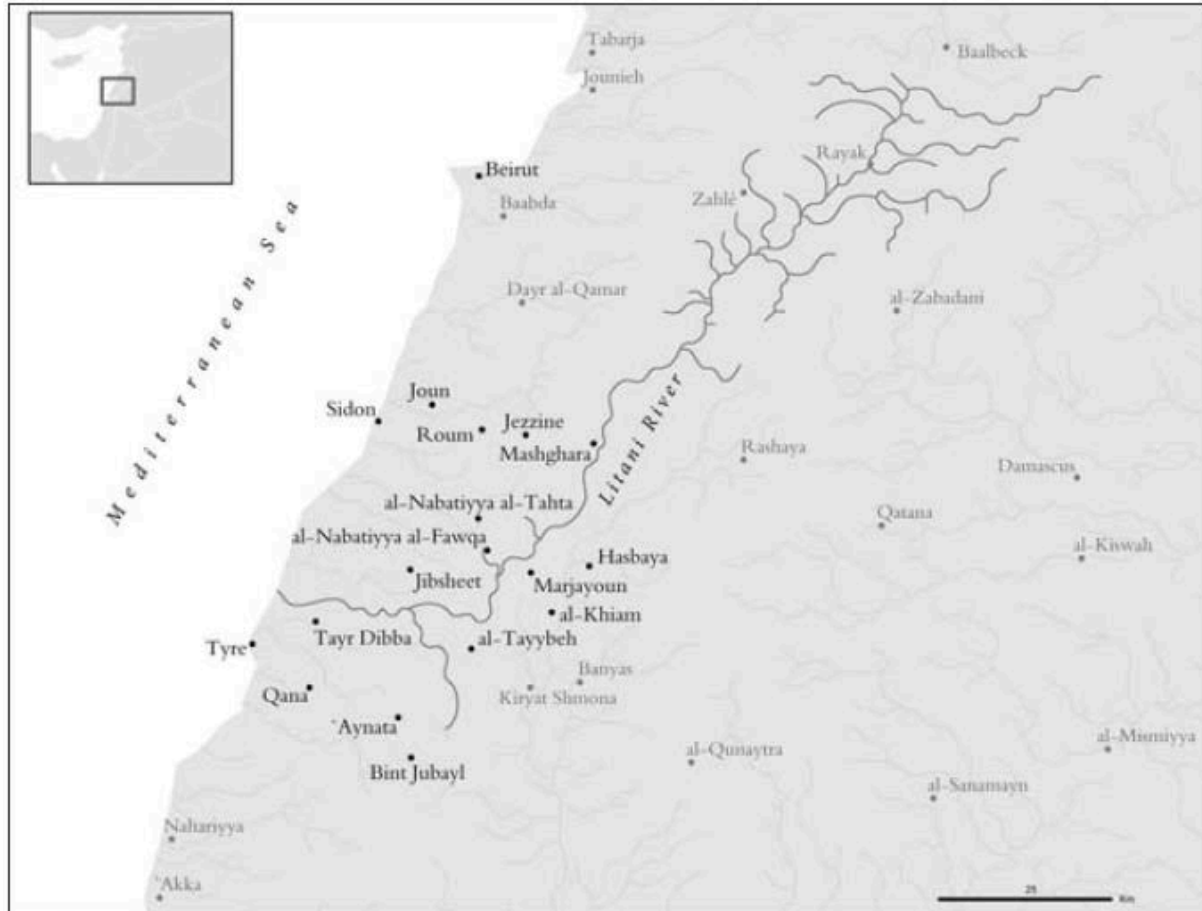 Tabarja
Baalbeck
Jounieh
Rayak
Beirut
Zahlé
Baabda
Mediterranean Sea
Dayr al-Qamar
al-Zabadani
Joun
Sidon
Jezzine
Roum
Litani River
Mashghara
Rashaya
Damascus
al-Nabatiyya al-Tahta
Qatana
al-Nabatiyya al-Fawqa
al-Kiswah
Hasbaya
Jibsheet
Marjayoun
al-Khiam
Tayr Dibba
al-Tayybeh
Tyre
Banyas
Qana
Kiryat Shmona
`Aynata
al-Mismiyya
al-Qunaytra
Bint Jubayl
al-Sanamayn
Nahariyya
`Akka
25
Km